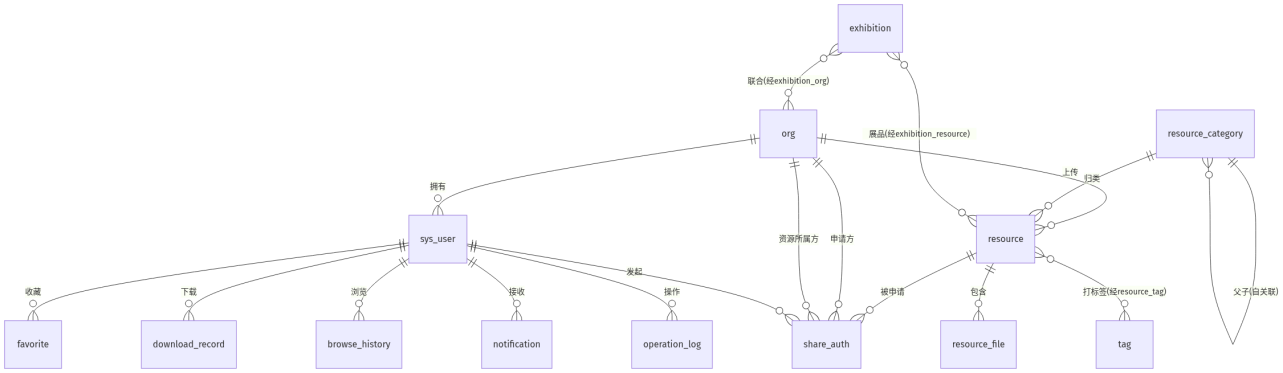 exhibition
联合(经exhibition_org)
org
展品(经exhibition_resource)
resource_category
上传
归类
拥有
sys_user
资源所属方
申请方
resource
发起
收藏
下载
浏览
接收
操作
被申请
包含
打标签(经resource_tag)
父子(自关联)
favorite
download_record
browse_history
notification
operation_log
share_auth
resource_file
tag